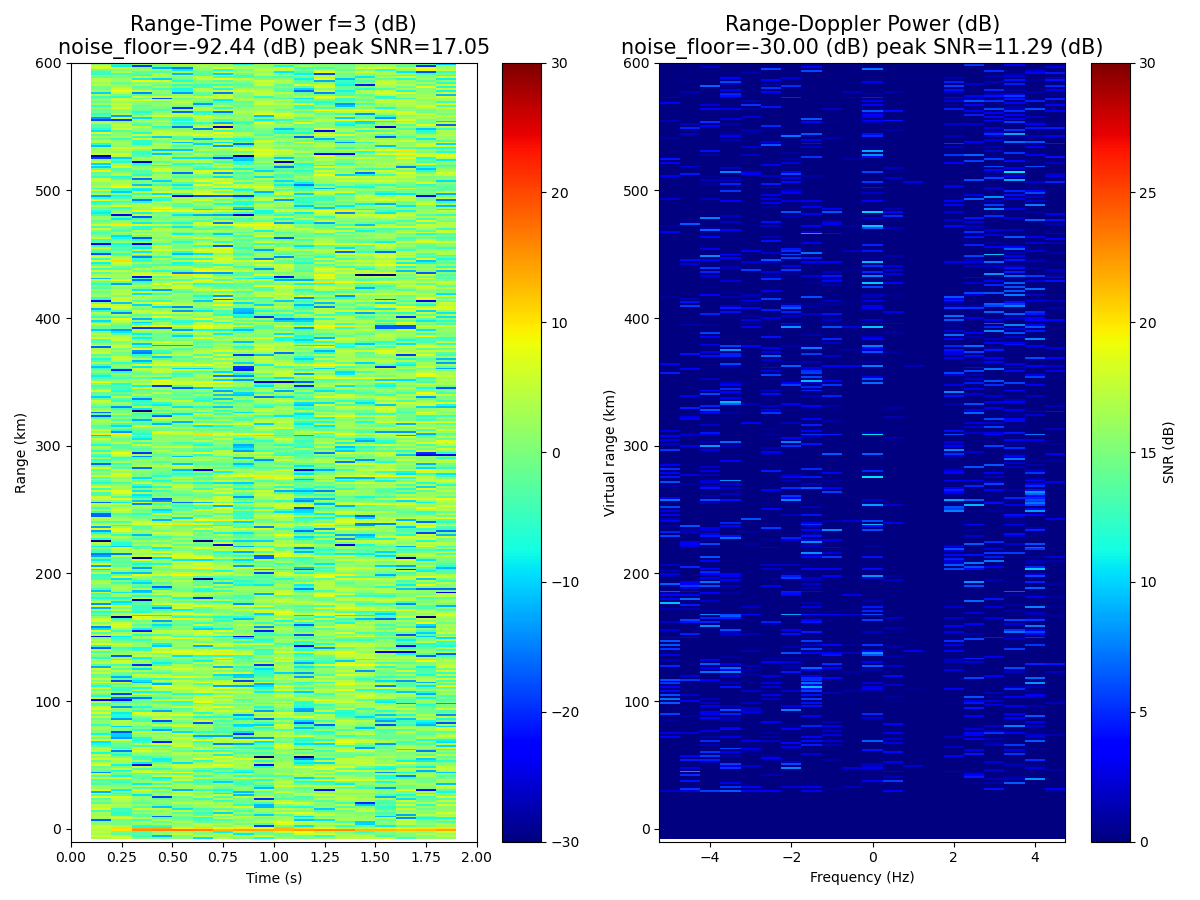 Range-Time Power f=3 (dB)
noise_floor=-92.44 (dB) peak SNR=17.05
600
500
400
300
200
100
0
Range (km)
0.00 0.25 0.50 0.75 1.00 1.25 1.50 1.75 2.00
Time (s)
30
20
10
0
−10
−20
−30
Range-Doppler Power (dB)
noise_floor=-30.00 (dB) peak SNR=11.29 (dB)
600
500
400
300
200
100
0
Virtual range (km)
−4 −2 0 2 4
Frequency (Hz)
30
25
20
15
10
5
0
SNR (dB)